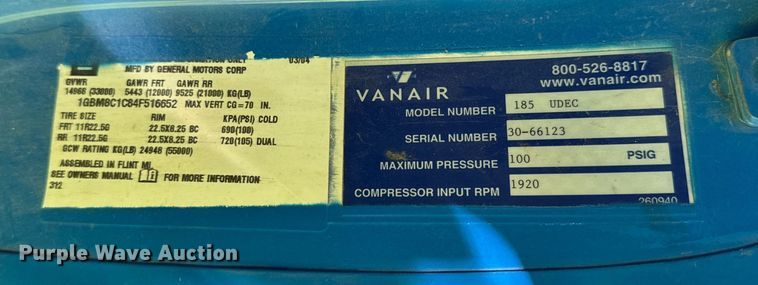 03/04
MFD BY GENERAL MOTORS CORP
GVWR GAWR FRT GAWR RR
14968 (33000) 5443 (12000) 9525 (21000) KG(LB)
1GBM8C1C84F516652 MAX VERT CG=70 IN.
TIRE SIZE RIM KPA(PSI) COLD
FRT 11R22.5G 22.5X8.25 BC 690(100)
RR 11R22.5G 22.5X8.25 BC 720(105) DUAL
GCW RATING KG(LB) 24948 (55000)
ASSEMBLED IN FLINT MI.
SEE OWNERS MANUAL FOR MORE INFORMATION
312
VANAIR
800-526-8817
www.vanair.com
MODEL NUMBER 185 UDEC
SERIAL NUMBER 30-66123
MAXIMUM PRESSURE 100 PSIG
COMPRESSOR INPUT RPM 1920
260940
Purple Wave Auction